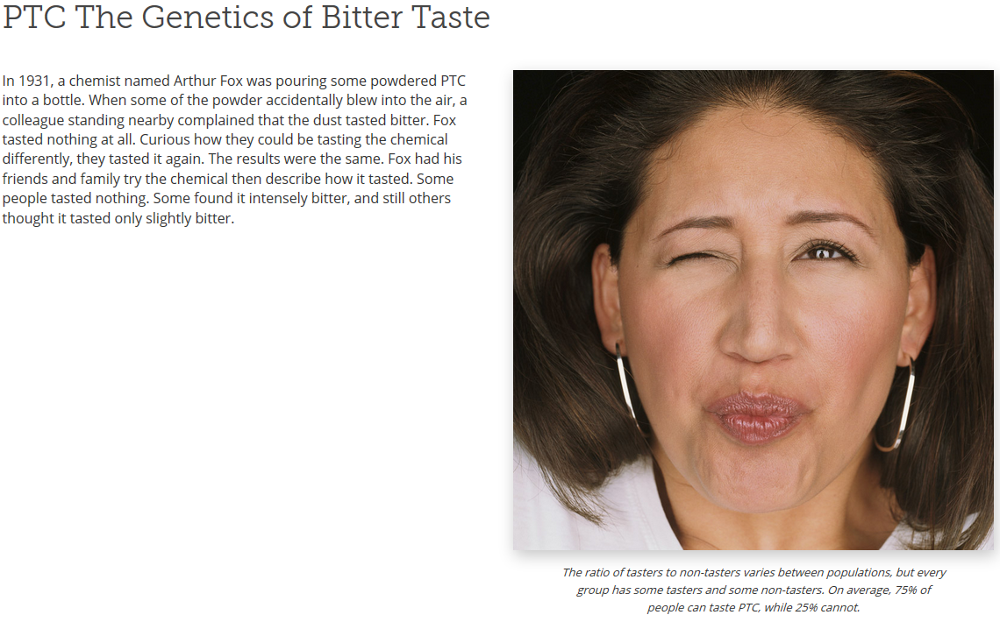 PTC The Genetics of Bitter Taste
In 1931, a chemist named Arthur Fox was pouring some powdered PTC
into a bottle. When some of the powder accidentally blew into the air, a
colleague standing nearby complained that the dust tasted bitter. Fox
tasted nothing at all. Curious how they could be tasting the chemical
differently, they tasted it again. The results were the same. Fox had his
friends and family try the chemical then describe how it tasted. Some
people tasted nothing. Some found it intensely bitter, and still others
thought it tasted only slightly bitter.
The ratio of tasters to non-tasters varies between populations, but every
group has some tasters and some non-tasters. On average, 75% of
people can taste PTC, while 25% cannot.